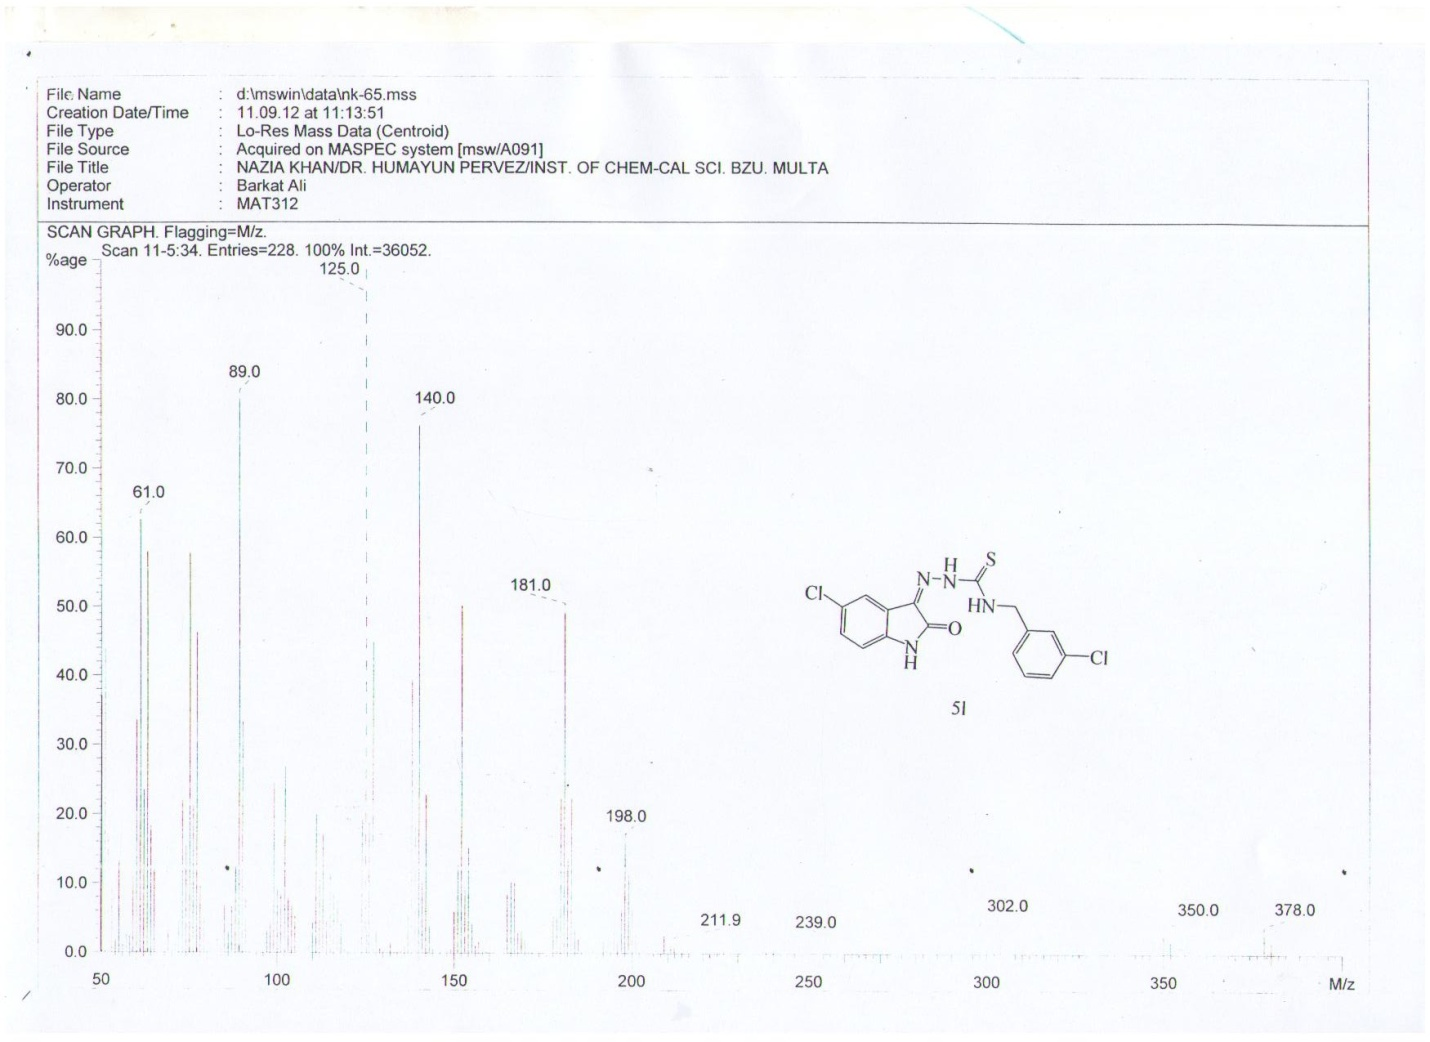 File Name : d:\mswin\data\nk-65.mss
Creation Date/Time : 11.09.12 at 11:13:51
File Type : Lo-Res Mass Data (Centroid)
File Source : Acquired on MASPEC system [msw/A091]
File Title : NAZIA KHAN/DR. HUMAYUN PERVEZ/INST. OF CHEM-CAL SCI. BZU. MULTA
Operator : Barkat Ali
Instrument : MAT312
SCAN GRAPH. Flagging=M/z.
Scan 11-5:34. Entries=228. 100% Int.=36052.
%age
125.0
90.0
89.0
80.0
140.0
70.0
61.0
60.0
181.0
50.0
40.0
30.0
20.0
198.0
10.0
211.9
239.0
302.0
350.0
378.0
0.0
50
100
150
200
250
300
350
M/z
H
S
N
N
Cl
HN
O
N
H
Cl
5l